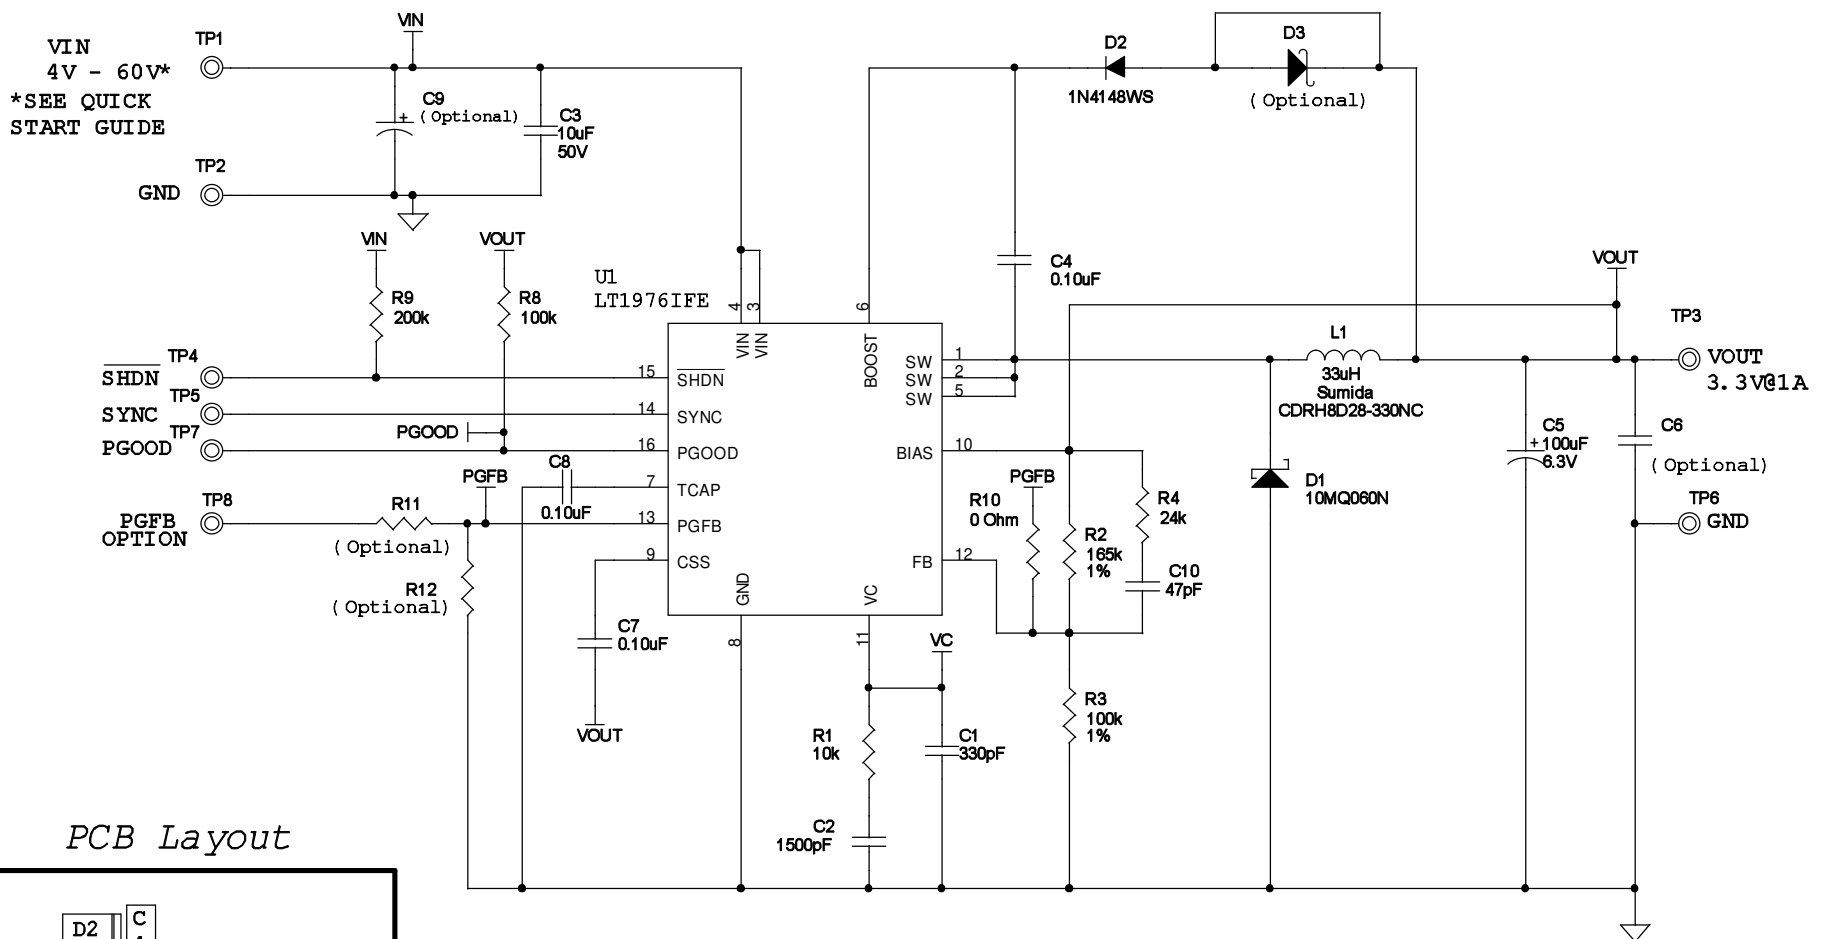 VIN
4V - 60V*
*SEE QUICK
START GUIDE
TP1
VIN
C9
(Optional)
C3
10uF
50V
TP2
GND
D2
1N4148WS
D3
(Optional)
C4
0.10uF
VIN
VOUT
R9
200k
R8
100k
U1
LT1976IFE
4
3
6
VIN
VIN
BOOST
SW
SW
SW
1
2
5
L1
33uH
Sumida
CDRH8D28-330NC
VOUT
TP3
VOUT
3.3V@1A
TP4
SHDN
TP5
SYNC
TP7
PGOOD
PGOOD
15
SHDN
14
SYNC
16
PGOOD
7
TCAP
13
PGFB
9
CSS
C8
0.10uF
PGFB
TP8
PGFB
OPTION
R11
(Optional)
R12
(Optional)
BIAS
10
FB
12
PGFB
R10
0 Ohm
R2
165k
1%
R4
24k
C10
47pF
D1
10MQ060N
C5
+
100uF
6.3V
C6
(Optional)
TP6
GND
GND
8
VC
11
VC
C7
0.10uF
VOUT
R1
10k
C1
330pF
R3
100k
1%
C2
1500pF
PCB Layout
D2
C